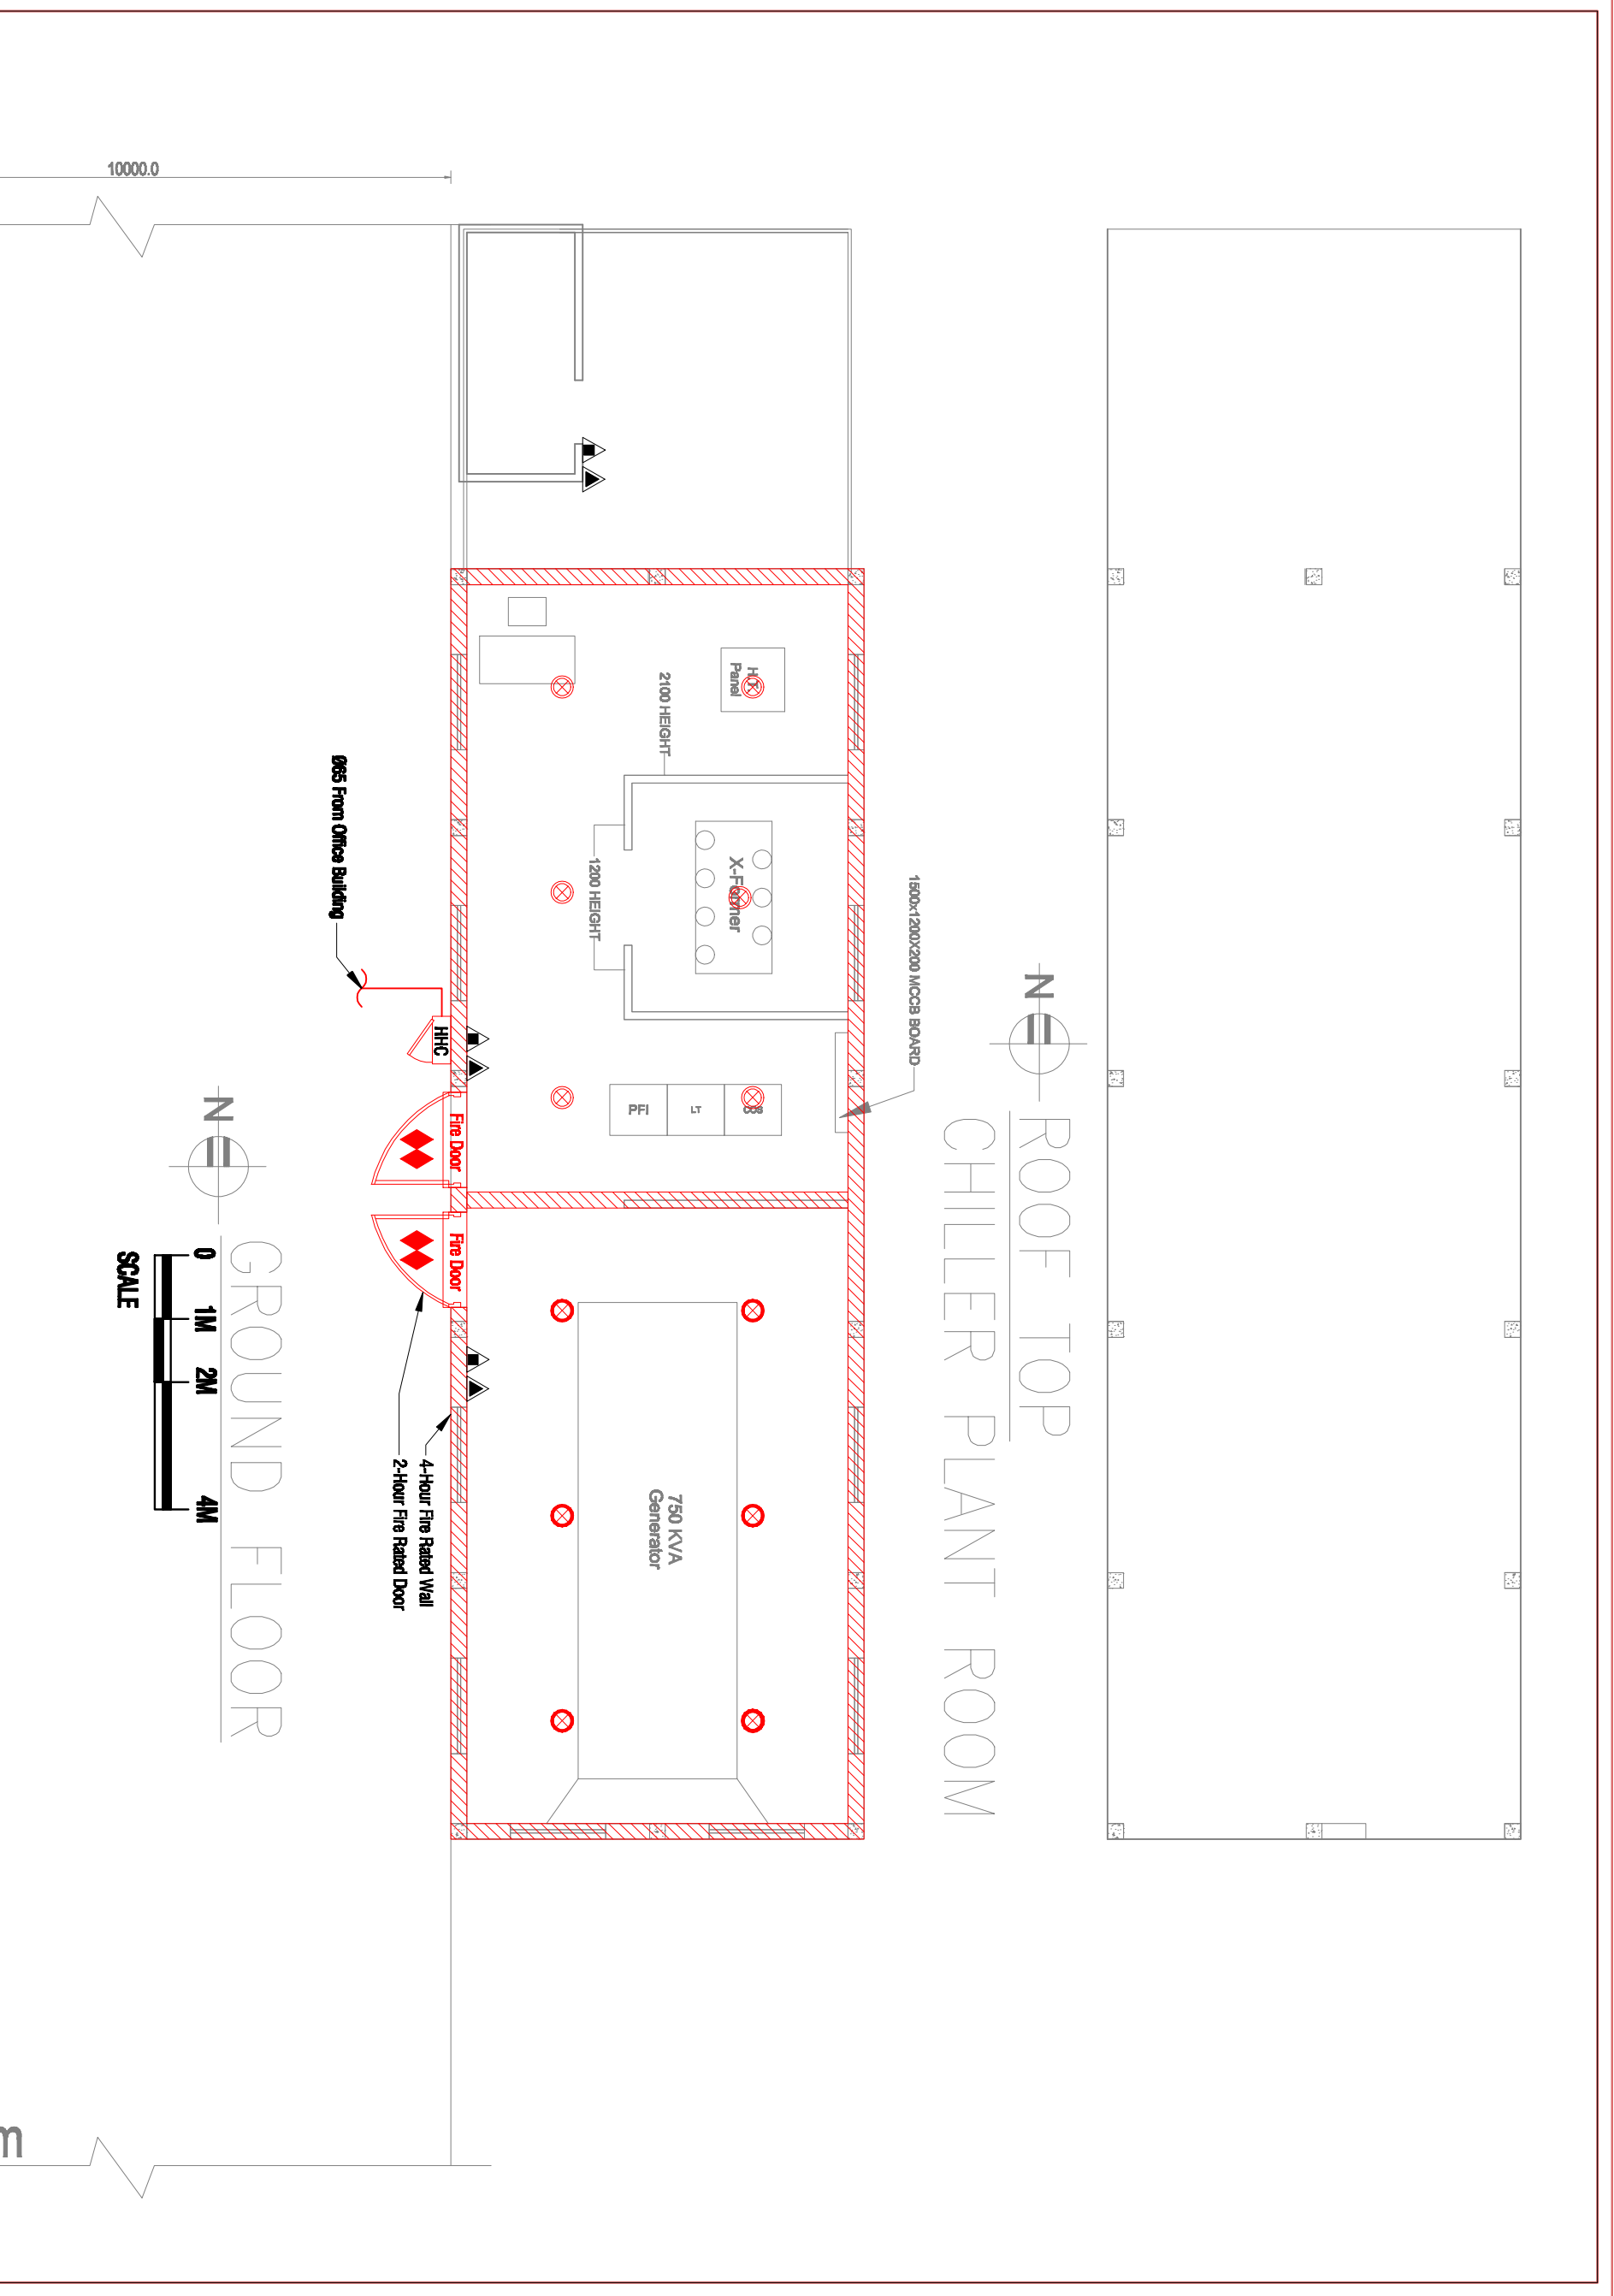 ROOF TOP
CHILLER PLANT ROOM
N
1500x1200X200 MCCB BOARD
H.T
Panel
2100 HEIGHT
X-Former
1200 HEIGHT
COS
LT
PFI
750 KVA
Generator
HHC
Fire Door
Fire Door
4-Hour Fire Rated Wall
2-Hour Fire Rated Door
Ø65 From Office Building
N
GROUND FLOOR
0
1M
2M
4M
SCALE
10000.0
m